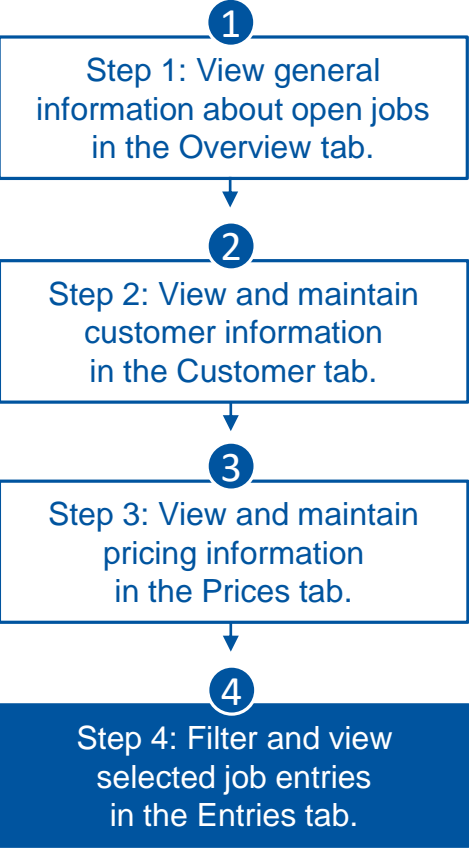 1
Step 1: View general
information about open jobs
in the Overview tab.
2
Step 2: View and maintain
customer information
in the Customer tab.
3
Step 3: View and maintain
pricing information
in the Prices tab.
4
Step 4: Filter and view
selected job entries
in the Entries tab.